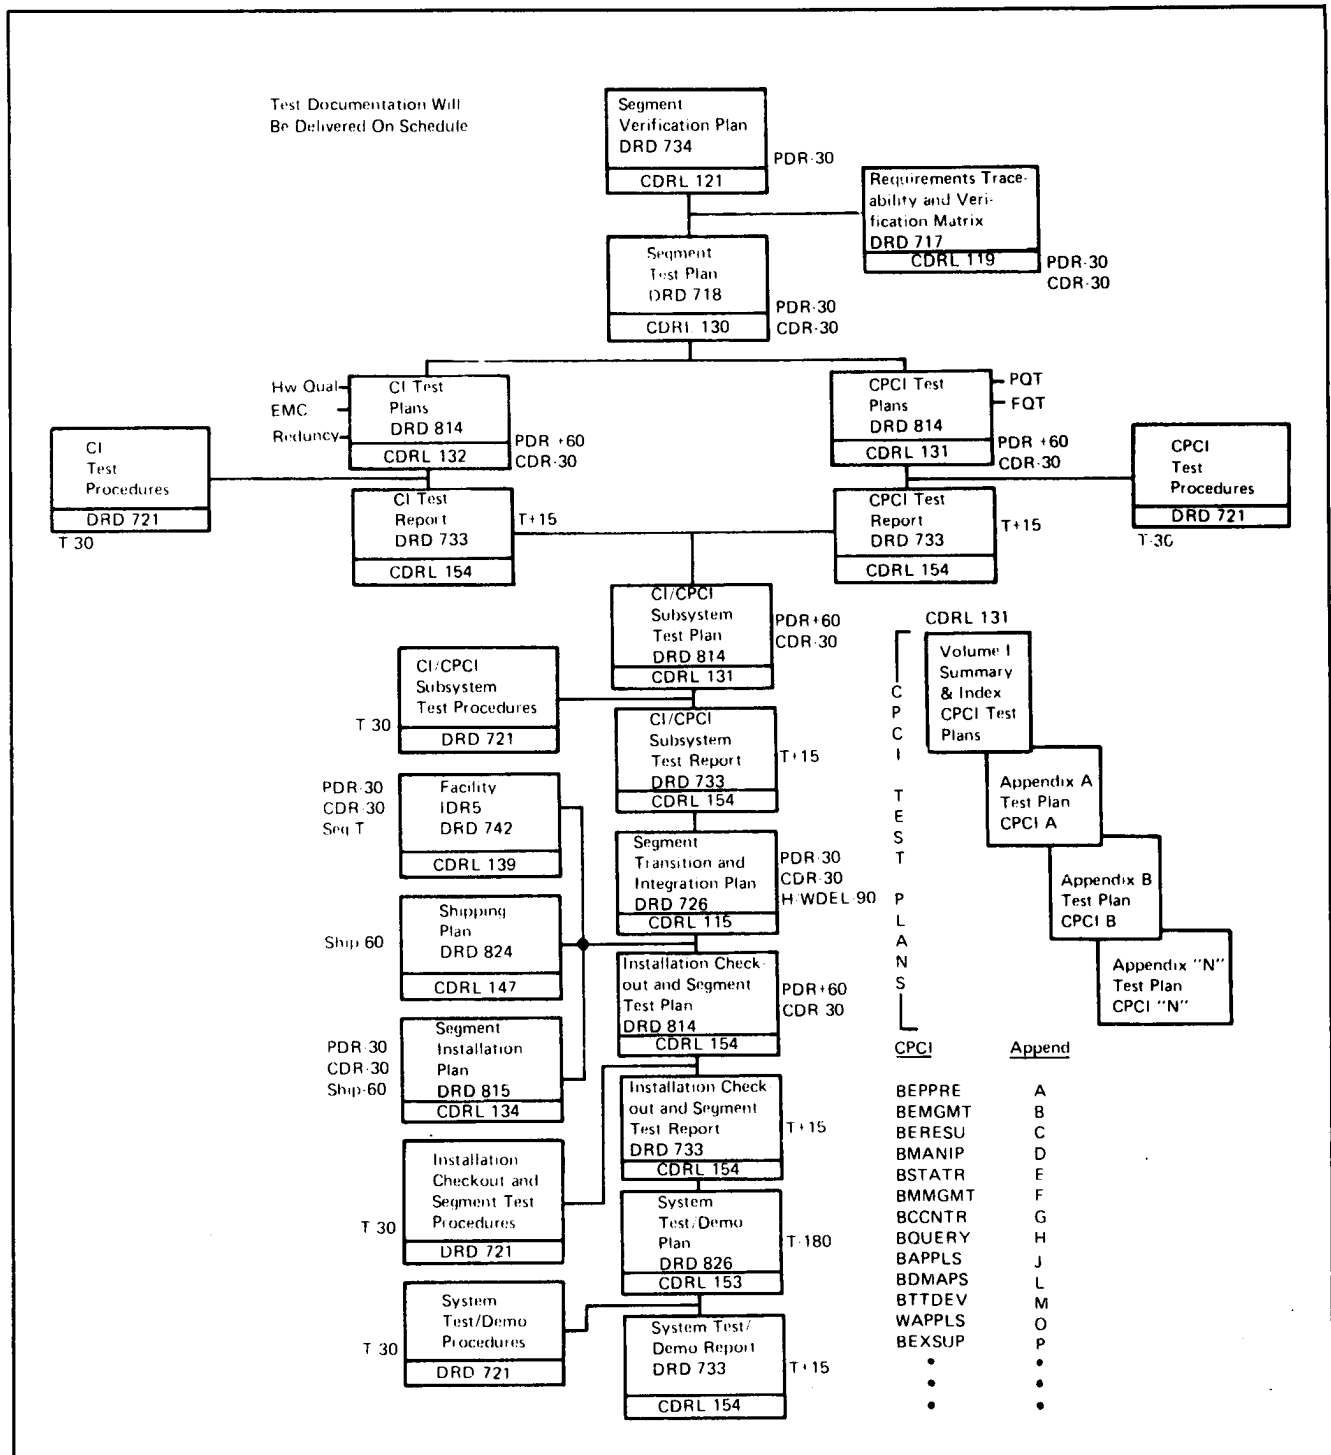 Test Documentation Will
Be Delivered On Schedule
Segment
Verification Plan
DRD 734
CDRL 121
PDR-30
Requirements Trace-
ability and Veri-
fication Matrix
DRD 717
CDRL 119
PDR-30
CDR-30
Segment
Test Plan
DRD 718
CDRL 130
PDR-30
CDR-30
Hw Qual
EMC
Reduncy
CI Test
Plans
DRD 814
CDRL 132
PDR +60
CDR-30
CPCI Test
Plans
DRD 814
CDRL 131
PQT
FQT
PDR +60
CDR-30
CI
Test
Procedures
DRD 721
T 30
CI Test
Report
DRD 733
CDRL 154
T+15
CPCI Test
Report
DRD 733
CDRL 154
T+15
CPCI
Test
Procedures
DRD 721
T-30
CI/CPCI
Subsystem
Test Plan
DRD 814
CDRL 131
PDR+60
CDR-30
CI/CPCI
Subsystem
Test Procedures
DRD 721
T 30
CI/CPCI
Subsystem
Test Report
DRD 733
CDRL 154
T+15
PDR-30
CDR-30
Seg T
Facility
IDR5
DRD 742
CDRL 139
Segment
Transition and
Integration Plan
DRD 726
CDRL 115
PDR-30
CDR-30
H/WDEL-90
Ship 60
Shipping
Plan
DRD 824
CDRL 147
Installation Check-
out and Segment
Test Plan
DRD 814
CDRL 154
PDR+60
CDR 30
PDR-30
CDR-30
Ship-60
Segment
Installation
Plan
DRD 815
CDRL 134
Installation Check-
out and Segment
Test Report
DRD 733
CDRL 154
T+15
Installation
Checkout and
Segment Test
Procedures
DRD 721
T 30
System
Test/Demo
Plan
DRD 826
CDRL 153
T-180
System
Test/Demo
Procedures
DRD 721
T 30
System Test/
Demo Report
DRD 733
CDRL 154
T+15
CPCI TEST PLANS
CDRL 131
Volume I
Summary
& Index
CPCI Test
Plans
Appendix A
Test Plan
CPCI A
Appendix B
Test Plan
CPCI B
Appendix "N"
Test Plan
CPCI "N"
CPCI Append
BEPPRE A
BEMGMT B
BERESU C
BMANIP D
BSTATR E
BMMGMT F
BCCNTR G
BQUERY H
BAPPLS J
BDMAPS L
BTTDEV M
WAPPLS O
BEXSUP P
• •
• •
• •